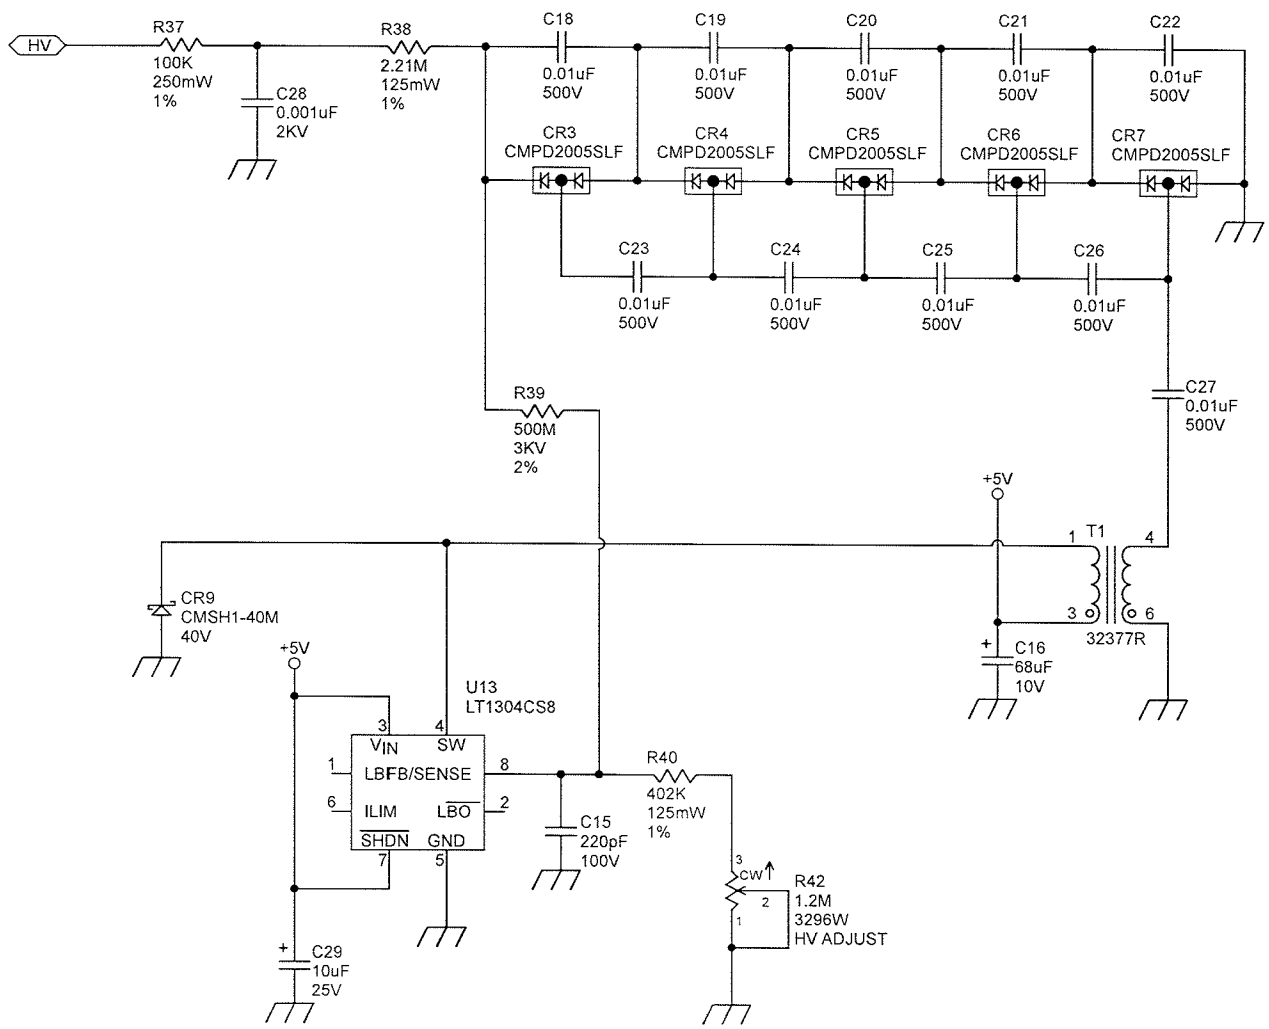 HV
R37
100K
250mW
1%
C28
0.001uF
2KV
R38
2.21M
125mW
1%
C18
0.01uF
500V
C19
0.01uF
500V
C20
0.01uF
500V
C21
0.01uF
500V
C22
0.01uF
500V
CR3
CMPD2005SLF
CR4
CMPD2005SLF
CR5
CMPD2005SLF
CR6
CMPD2005SLF
CR7
CMPD2005SLF
C23
0.01uF
500V
C24
0.01uF
500V
C25
0.01uF
500V
C26
0.01uF
500V
C27
0.01uF
500V
R39
500M
3KV
2%
+5V
1
T1
4
3
6
32377R
+
C16
68uF
10V
CR9
CMSH1-40M
40V
+5V
U13
LT1304CS8
3
4
VIN
SW
1
LBFB/SENSE
8
6
ILIM
LBO
2
SHDN
GND
7
5
+
C29
10uF
25V
C15
220pF
100V
R40
402K
125mW
1%
3
CW
2
1
R42
1.2M
3296W
HV ADJUST